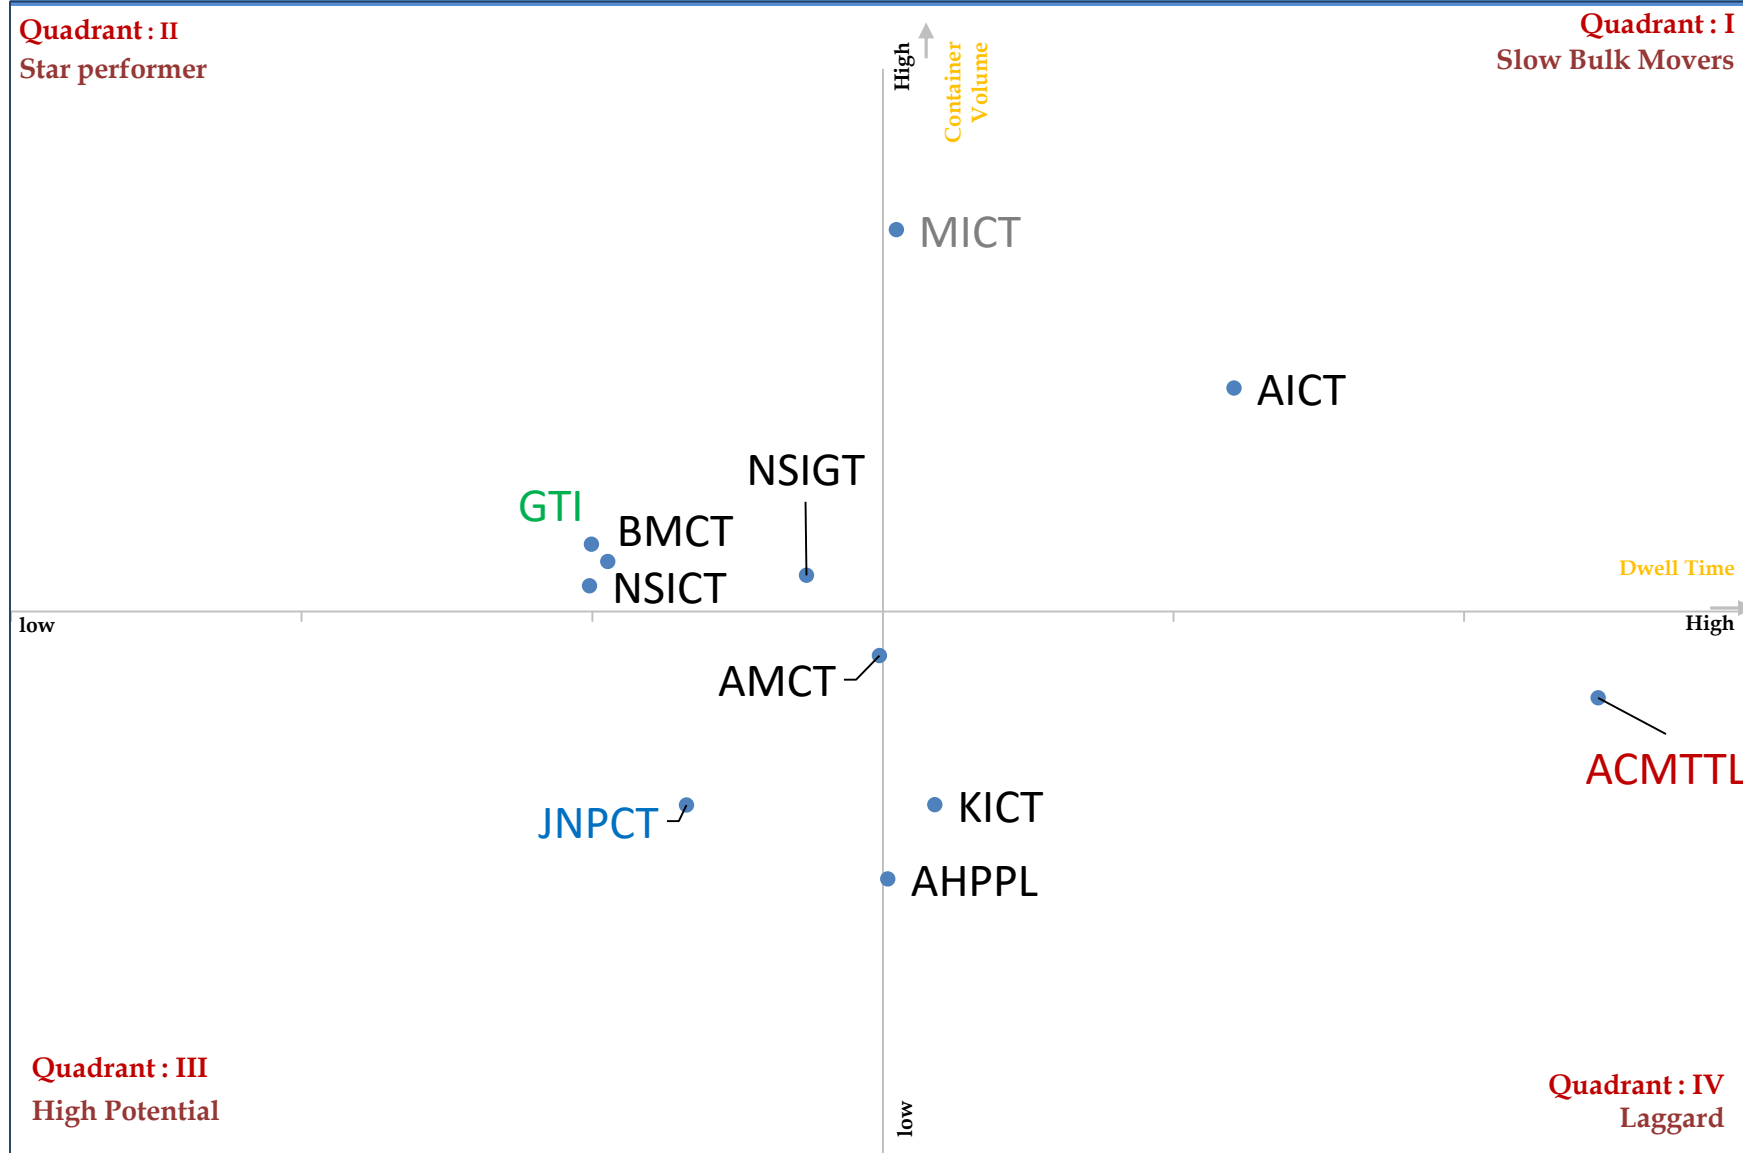 Quadrant : II
Star performer
Quadrant : I
Slow Bulk Movers
High
Container
Volume
MICT
AICT
NSIGT
GTI
BMCT
NSICT
Dwell Time
low
High
AMCT
ACMTTL
JNPCT
KICT
AHPPL
Quadrant : III
High Potential
Quadrant : IV
Laggard
low